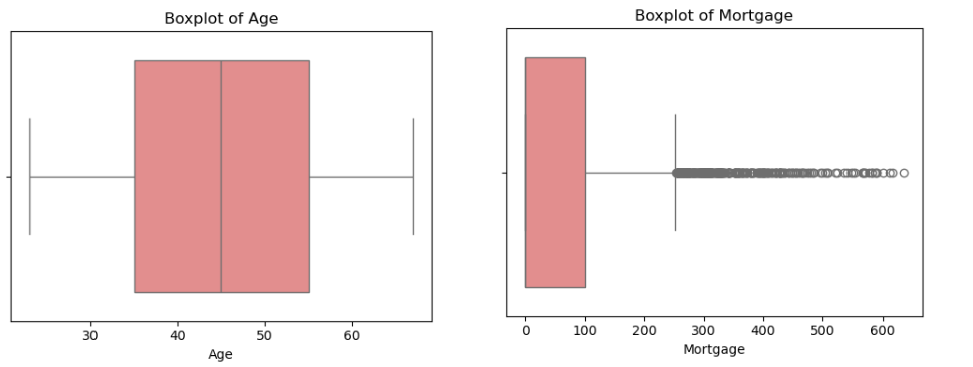 Boxplot of Age
30 40 50 60
Age
Boxplot of Mortgage
0 100 200 300 400 500 600
Mortgage